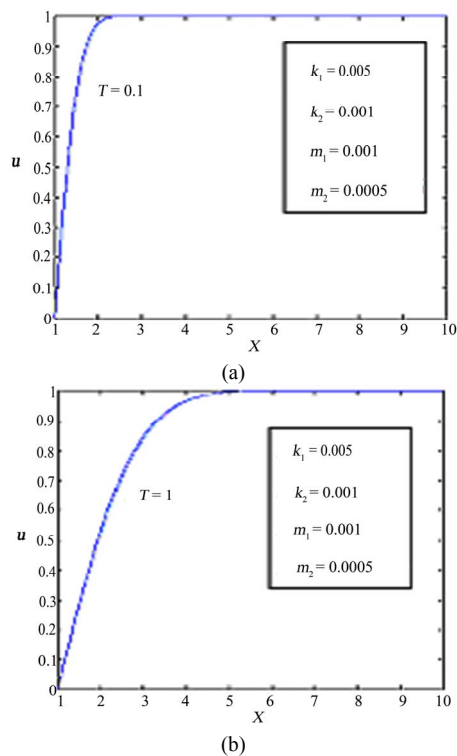 1
0.9
0.8
0.7
0.6
0.5
0.4
0.3
0.2
0.1
0
u
T = 0.1
k₁ = 0.005
k₂ = 0.001
m₁ = 0.001
m₂ = 0.0005
1 2 3 4 5 6 7 8 9 10
X
(a)
1
0.9
0.8
0.7
0.6
0.5
0.4
0.3
0.2
0.1
0
u
T = 1
k₁ = 0.005
k₂ = 0.001
m₁ = 0.001
m₂ = 0.0005
1 2 3 4 5 6 7 8 9 10
X
(b)